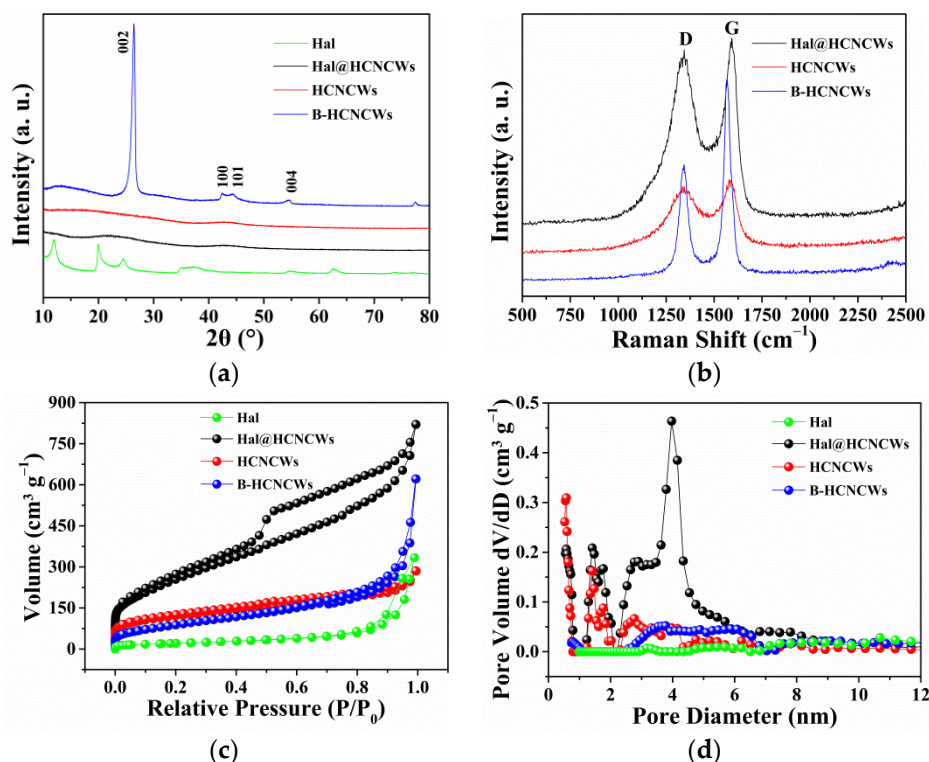 002
100
101
004
Hal
Hal@HCNCWs
HCNCWs
B-HCNCWs
Intensity (a. u.)
10 20 30 40 50 60 70 80
2θ (°)
(a)
D G
Hal@HCNCWs
HCNCWs
B-HCNCWs
Intensity (a. u.)
500 750 1000 1250 1500 1750 2000 2250 2500
Raman Shift (cm⁻¹)
(b)
900
750
600
450
300
150
0
Hal
Hal@HCNCWs
HCNCWs
B-HCNCWs
Volume (cm³ g⁻¹)
0.0 0.2 0.4 0.6 0.8 1.0
Relative Pressure (P/P₀)
(c)
0.5
0.4
0.3
0.2
0.1
0.0
Hal
Hal@HCNCWs
HCNCWs
B-HCNCWs
Pore Volume dV/dD (cm³ g⁻¹)
0 2 4 6 8 10 12
Pore Diameter (nm)
(d)